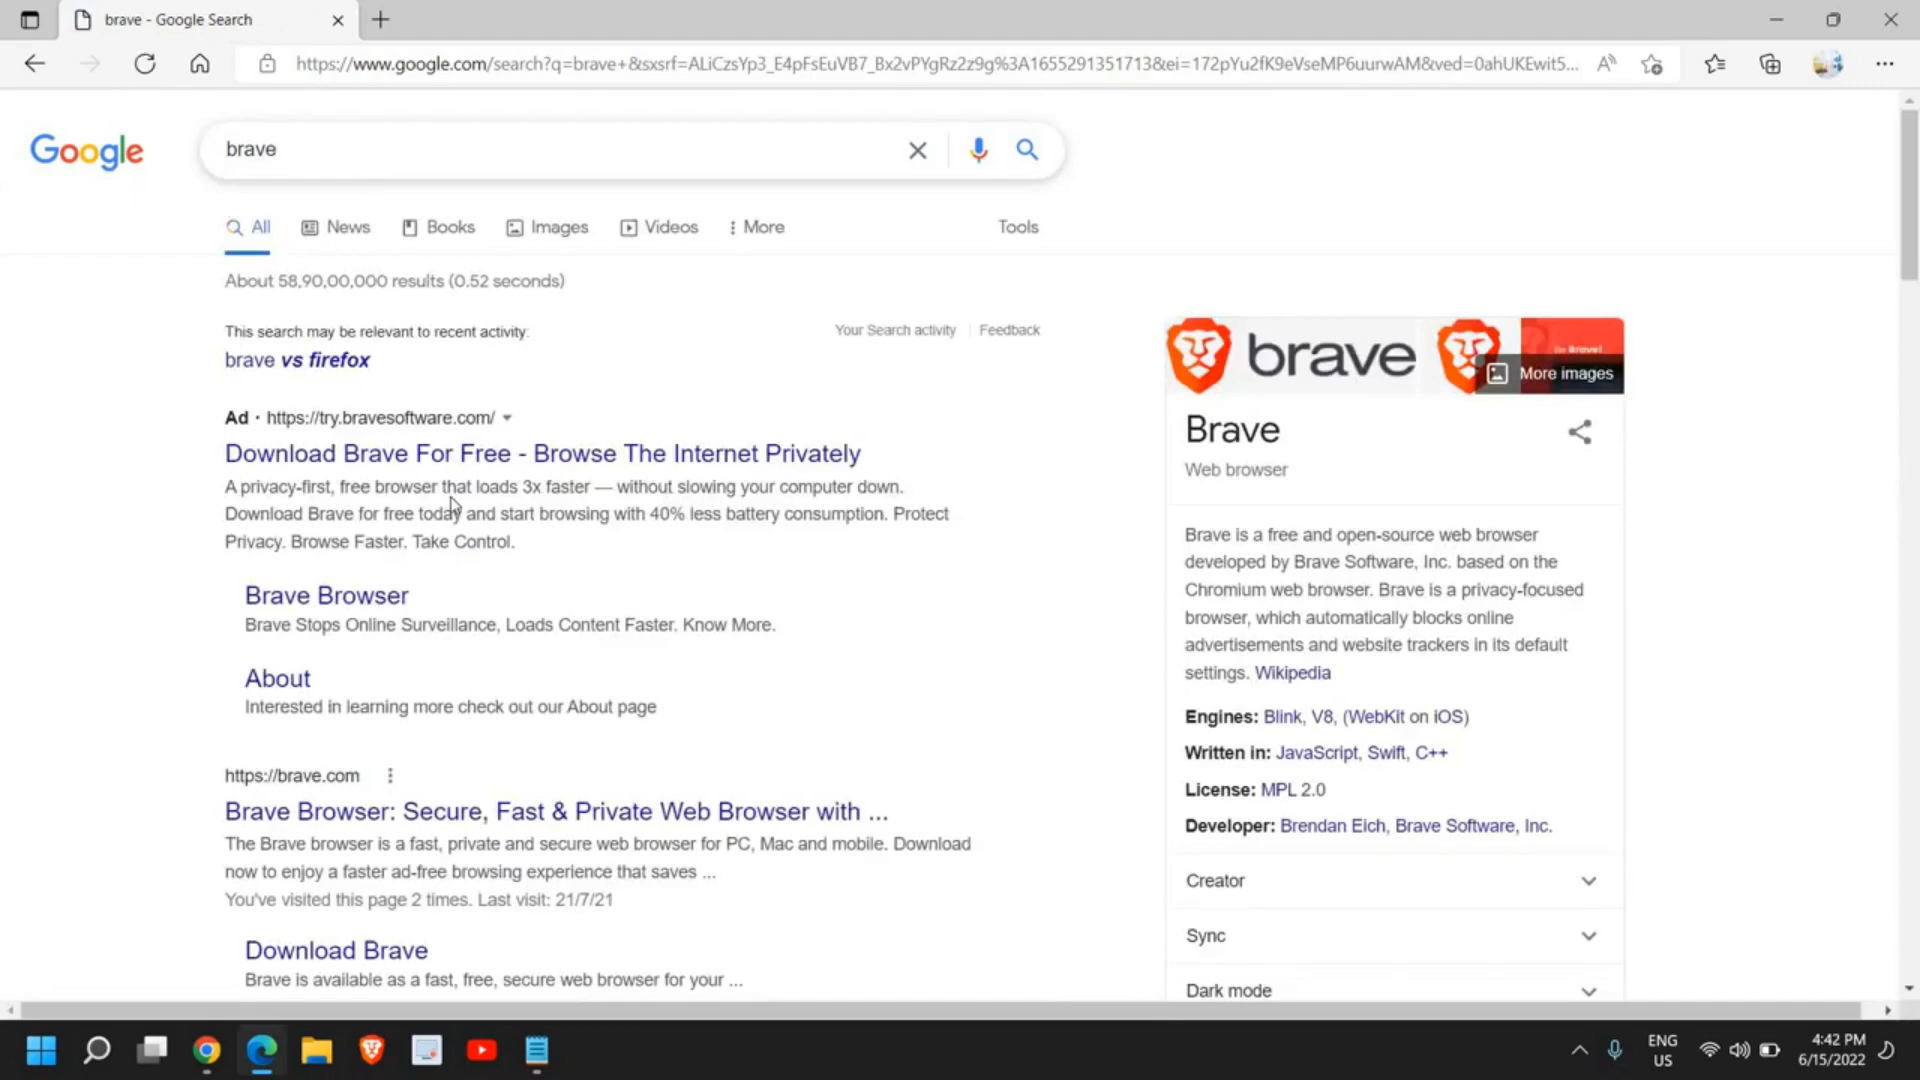 brave - Google Search
https://www.google.com/search?q=brave+&sxsrf=ALiCzsYp3_E4pFsEuVB7_Bx2vPYgRz2z9g%3A1655291351713&ei=172pYu2fK9eVseMP6uurwAM&ved=0ahUKEwit5...
Google
brave
All
News
Books
Images
Videos
More
Tools
About 58,90,00,000 results (0.52 seconds)
This search may be relevant to recent activity:
Your Search activity
Feedback
brave vs firefox
Ad · https://try.bravesoftware.com/
Download Brave For Free - Browse The Internet Privately
A privacy-first, free browser that loads 3x faster — without slowing your computer down.
Download Brave for free today and start browsing with 40% less battery consumption. Protect
Privacy. Browse Faster. Take Control.
Brave Browser
Brave Stops Online Surveillance, Loads Content Faster. Know More.
About
Interested in learning more check out our About page
https://brave.com
Brave Browser: Secure, Fast & Private Web Browser with ...
The Brave browser is a fast, private and secure web browser for PC, Mac and mobile. Download
now to enjoy a faster ad-free browsing experience that saves ...
You've visited this page 2 times. Last visit: 21/7/21
Download Brave
Brave is available as a fast, free, secure web browser for your ...
brave
More images
Brave
Web browser
Brave is a free and open-source web browser
developed by Brave Software, Inc. based on the
Chromium web browser. Brave is a privacy-focused
browser, which automatically blocks online
advertisements and website trackers in its default
settings. Wikipedia
Engines: Blink, V8, (WebKit on iOS)
Written in: JavaScript, Swift, C++
License: MPL 2.0
Developer: Brendan Eich, Brave Software, Inc.
Creator
Sync
Dark mode
ENG
US
4:42 PM
6/15/2022